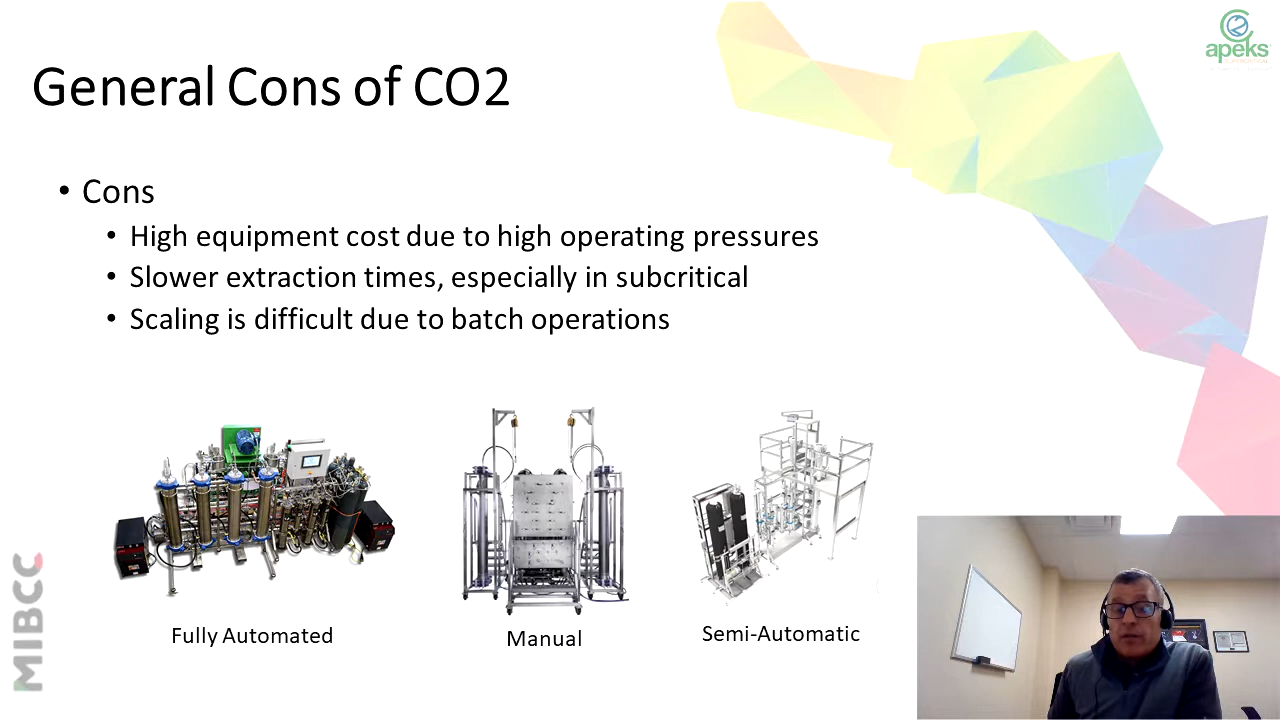 apeks
General Cons of CO2
• Cons
• High equipment cost due to high operating pressures
• Slower extraction times, especially in subcritical
• Scaling is difficult due to batch operations
Fully Automated
Manual
Semi-Automatic
MIBCC